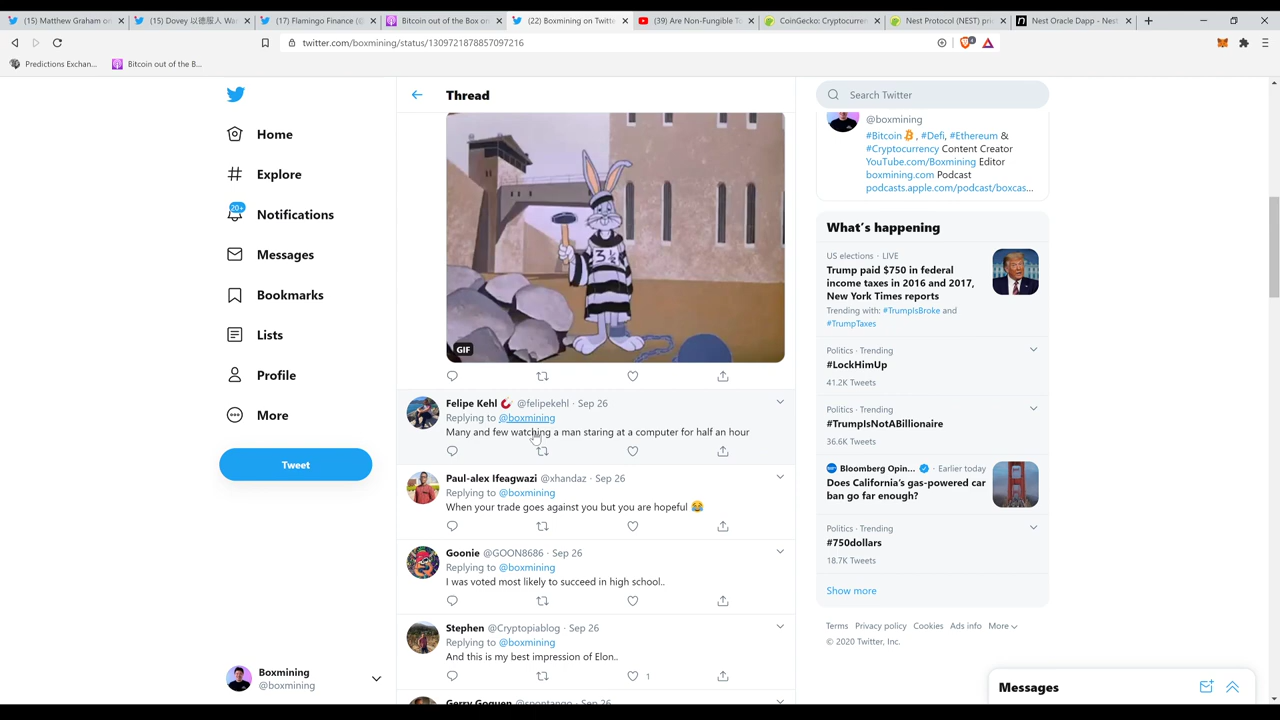 (15) Matthew Graham on
(15) Dovey 以德服人 Wan
(17) Flamingo Finance (@
Bitcoin out of the Box on
(22) Boxmining on Twitte
(39) Are Non-Fungible To
CoinGecko: Cryptocurren
Nest Protocol (NEST) pric
Nest Oracle Dapp - Nest
twitter.com/boxmining/status/1309721878857097216
Predictions Exchan...
Bitcoin out of the B...
Home
Explore
20+
Notifications
Messages
Bookmarks
Lists
Profile
More
Tweet
Boxmining
@boxmining
Thread
3½
GIF
Felipe Kehl @felipekehl · Sep 26
Replying to @boxmining
Many and few watching a man staring at a computer for half an hour
Paul-alex Ifeagwazi @xhandaz · Sep 26
Replying to @boxmining
When your trade goes against you but you are hopeful 😂
Goonie @GOON8686 · Sep 26
Replying to @boxmining
I was voted most likely to succeed in high school..
Stephen @Cryptopiablog · Sep 26
Replying to @boxmining
And this is my best impression of Elon..
1
Gerry Goguen @spontango · Sep 26
Search Twitter
@boxmining
#Bitcoin , #Defi, #Ethereum &
#Cryptocurrency Content Creator
YouTube.com/Boxmining Editor
boxmining.com Podcast
podcasts.apple.com/podcast/boxcas...
What's happening
US elections · LIVE
Trump paid $750 in federal
income taxes in 2016 and 2017,
New York Times reports
Trending with: #TrumpIsBroke and
#TrumpTaxes
Politics · Trending
#LockHimUp
41.2K Tweets
Politics · Trending
#TrumpIsNotABillionaire
36.6K Tweets
Bloomberg Opin... · Earlier today
Does California's gas-powered car
ban go far enough?
Politics · Trending
#750dollars
18.7K Tweets
Show more
Terms Privacy policy Cookies Ads info More
© 2020 Twitter, Inc.
Messages